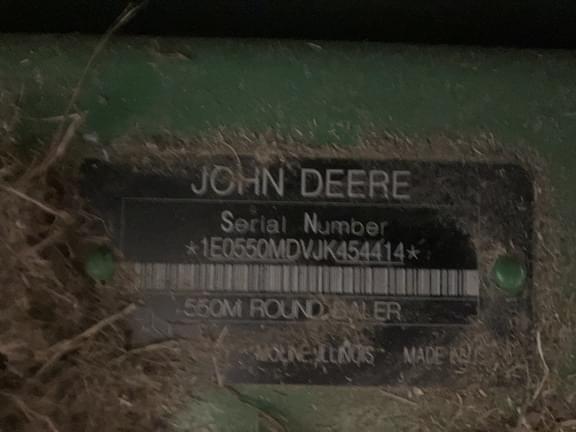 JOHN DEERE
Serial Number
*1E0550MDVJK454414*
550M ROUND BALER
MOLINE ILLINOIS MADE IN